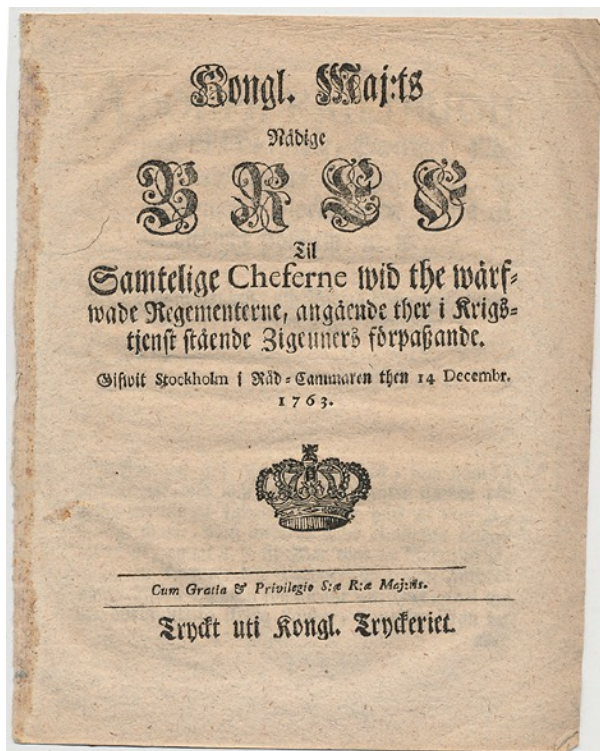 Kongl. Maj:ts
Nådige
BREF
Til
Samtelige Cheferne wid the wärf-
wade Regementerne, angående ther i Krigs-
tjenst stående Zigeuners förpaßande.
Gifwit Stockholm i Råd-Cammaren then 14 Decembr.
1763.
Cum Gratia & Privilegio S:æ R:æ Maj:tis.
Tryckt uti Kongl. Tryckeriet.